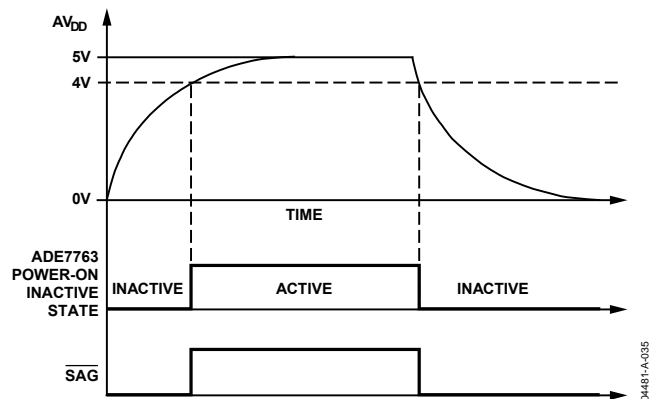 AVDD
5V
4V
0V
TIME
ADE7763
POWER-ON
INACTIVE
STATE
INACTIVE
ACTIVE
INACTIVE
SAG
04481-A-035